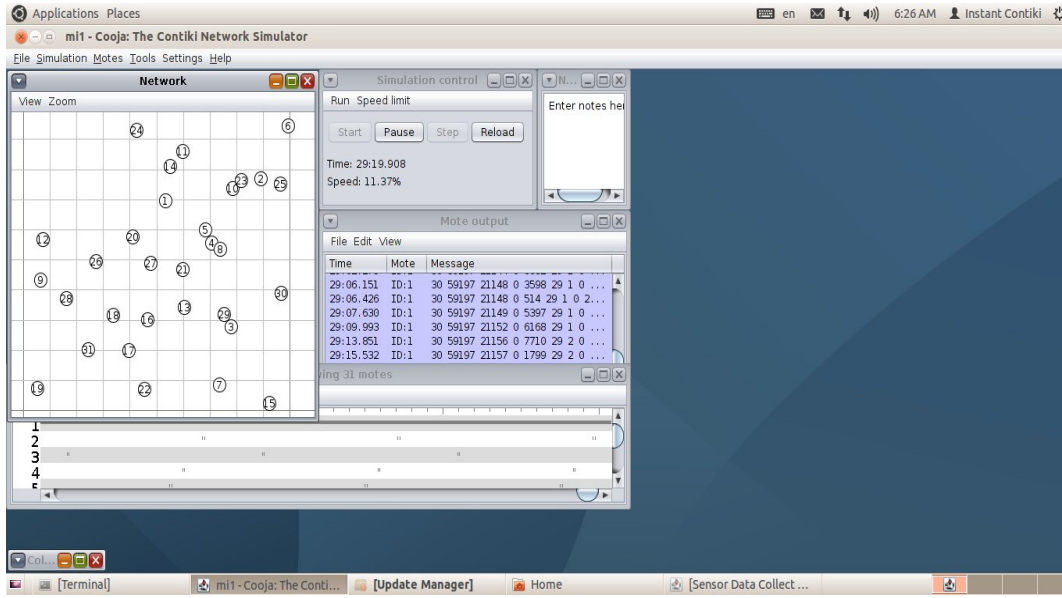 Applications Places
en
6:26 AM
Instant Contiki
mi1 - Cooja: The Contiki Network Simulator
File Simulation Motes Tools Settings Help
Network
View Zoom
24
6
11
14
23
10
2
25
1
5
4
8
12
20
26
27
21
9
28
30
13
29
3
18
16
31
17
19
22
7
15
Simulation control
Run Speed limit
Start Pause Step Reload
Time: 29:19.908
Speed: 11.37%
N...
Enter notes her
Mote output
File Edit View
Time Mote Message
29:06.151 ID:1 30 59197 21148 0 3598 29 1 0 ...
29:06.426 ID:1 30 59197 21148 0 514 29 1 0 2...
29:07.630 ID:1 30 59197 21149 0 5397 29 1 0 ...
29:09.993 ID:1 30 59197 21152 0 6168 29 1 0 ...
29:13.851 ID:1 30 59197 21156 0 7710 29 2 0 ...
29:15.532 ID:1 30 59197 21157 0 1799 29 2 0 ...
ing 31 motes
1
2
3
4
Col...
[Terminal]
mi1 - Cooja: The Conti...
[Update Manager]
Home
[Sensor Data Collect ...